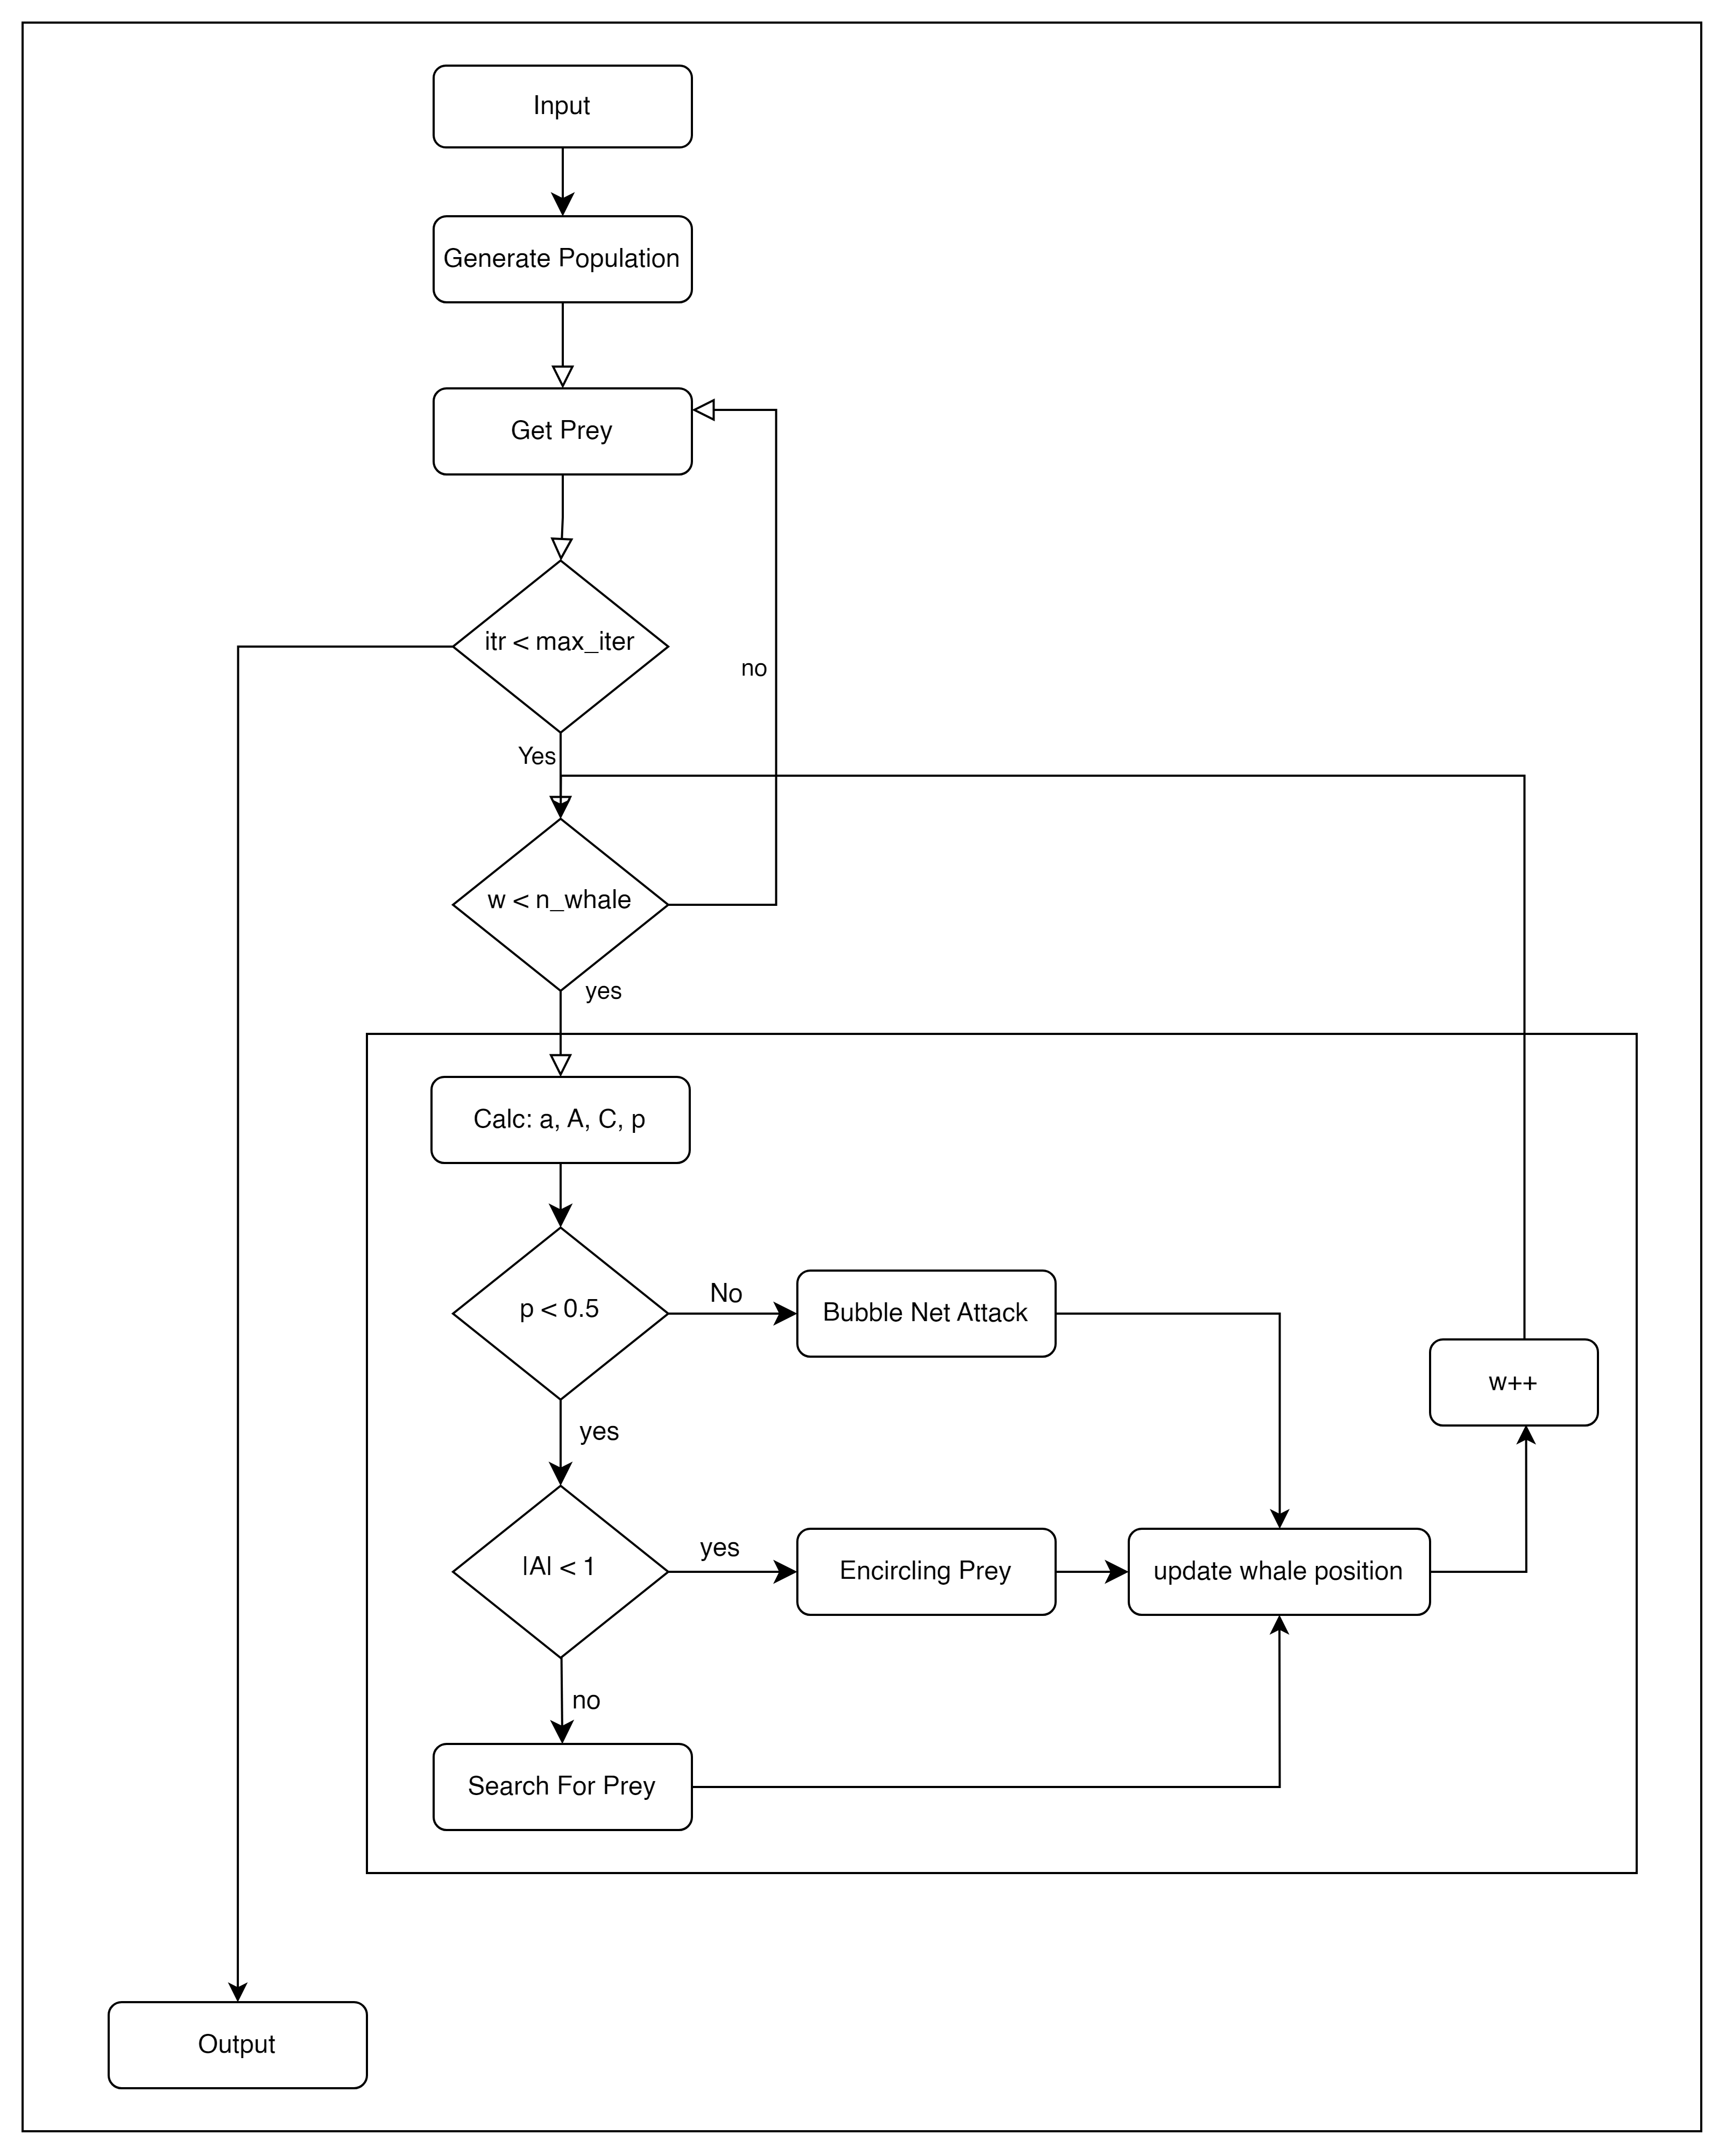 Input
Generate Population
Get Prey
itr < max_iter
no
Yes
w < n_whale
yes
Calc: a, A, C, p
p < 0.5
No
Bubble Net Attack
w++
yes
|A| < 1
yes
Encircling Prey
update whale position
no
Search For Prey
Output